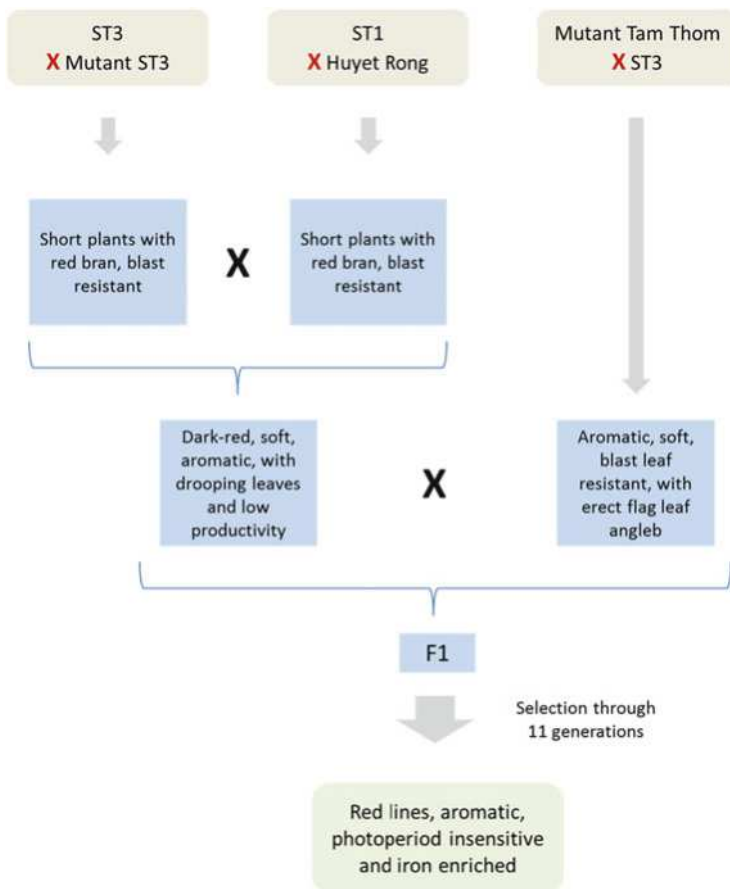 ST3
X Mutant ST3
ST1
X Huyet Rong
Mutant Tam Thom
X ST3
Short plants with
red bran, blast
resistant
X
Short plants with
red bran, blast
resistant
Dark-red, soft,
aromatic, with
drooping leaves
and low
productivity
X
Aromatic, soft,
blast leaf
resistant, with
erect flag leaf
angleb
F1
Selection through
11 generations
Red lines, aromatic,
photoperiod insensitive
and iron enriched